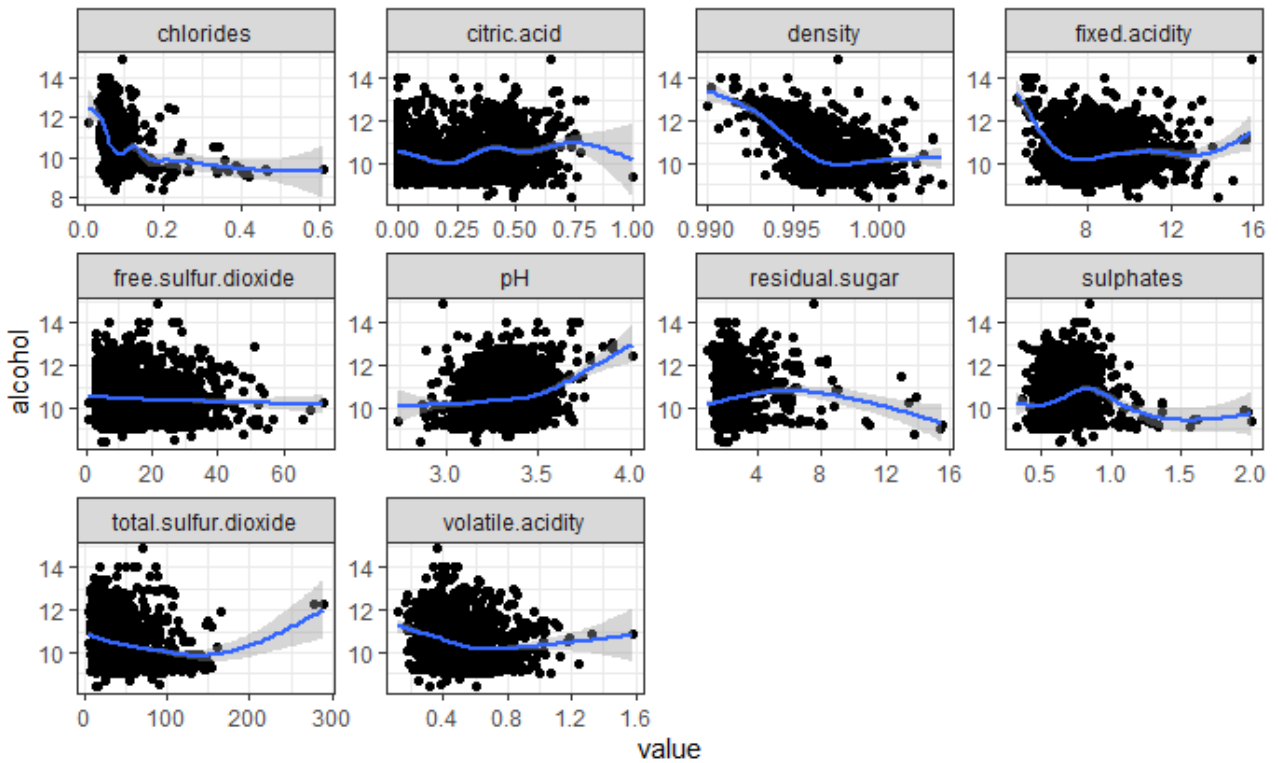 chlorides
citric.acid
density
fixed.acidity
14
12
10
8
14
12
10
14
12
10
14
12
10
0.0 0.2 0.4 0.6
0.00 0.25 0.50 0.75 1.00
0.990 0.995 1.000
8 12 16
free.sulfur.dioxide
pH
residual.sugar
sulphates
14
12
10
14
12
10
14
12
10
14
12
10
0 20 40 60
3.0 3.5 4.0
4 8 12 16
0.5 1.0 1.5 2.0
total.sulfur.dioxide
volatile.acidity
14
12
10
14
12
10
0 100 200 300
0.4 0.8 1.2 1.6
alcohol
value